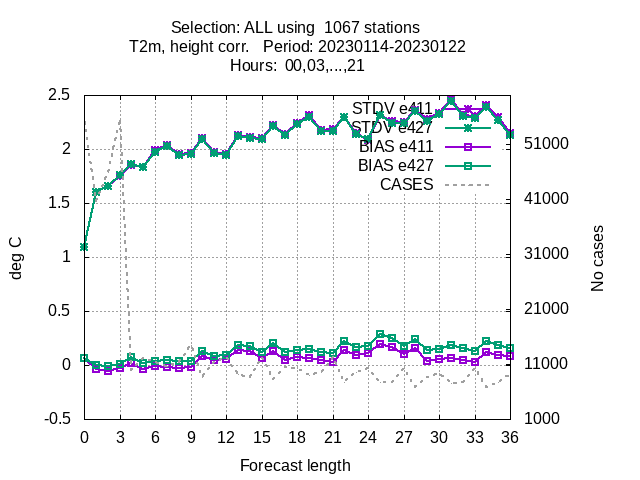 Selection: ALL using  1067 stations
T2m, height corr.   Period: 20230114-20230122
Hours:  00,03,...,21
STDV e411
STDV e427
BIAS e411
BIAS e427
CASES
2.5
2
1.5
1
0.5
0
-0.5
deg C
51000
41000
31000
21000
11000
1000
No cases
0 3 6 9 12 15 18 21 24 27 30 33 36
Forecast length